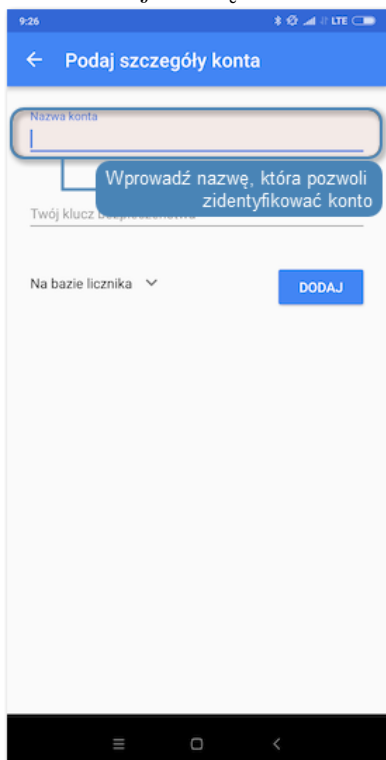 9:26 LTE
Podaj szczegóły konta
Nazwa konta
Wprowadź nazwę, która pozwoli
zidentyfikować konto
Twój klucz
Na bazie licznika
DODAJ